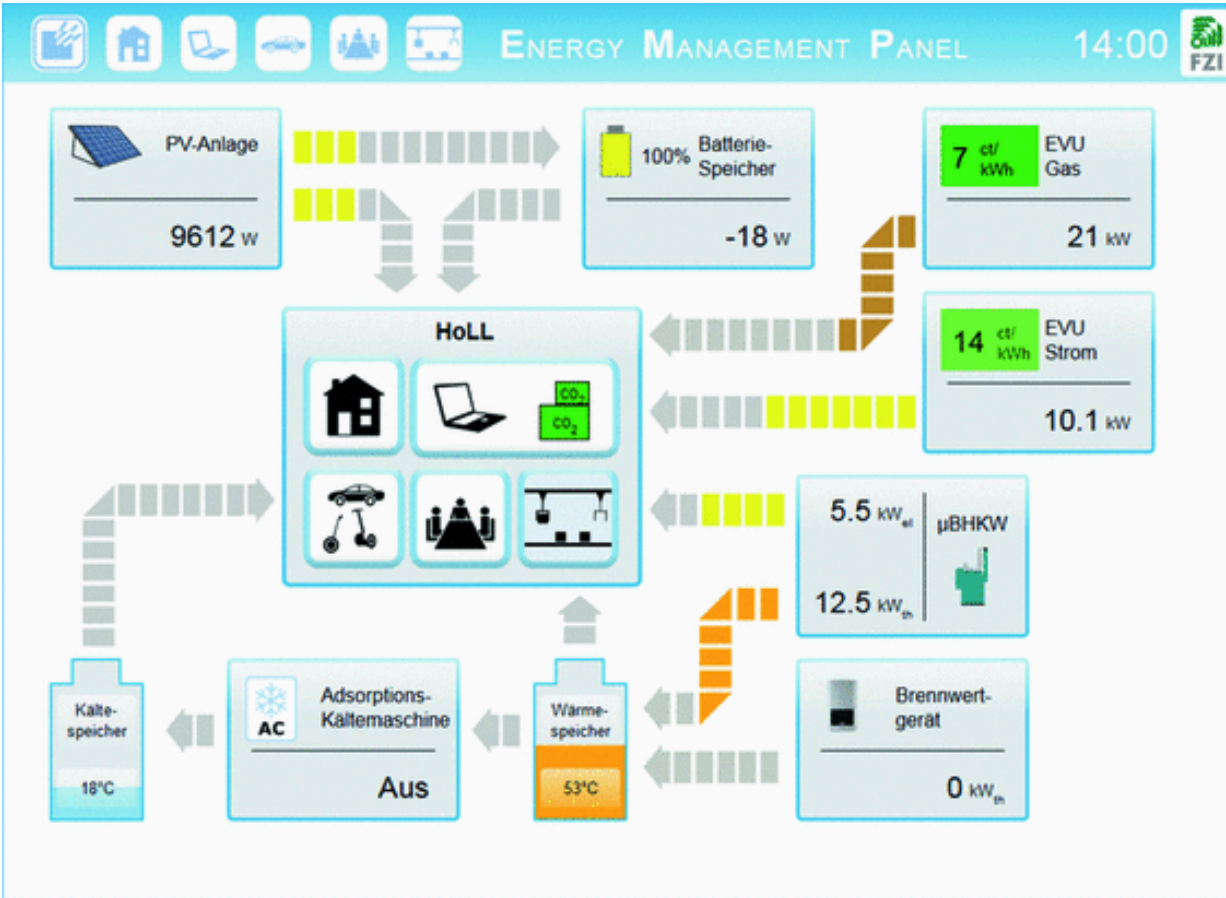 ENERGY MANAGEMENT PANEL
14:00
FZI
PV-Anlage
9612 W
100%
Batterie-
Speicher
-18 W
7 ct/
kWh
EVU
Gas
21 kW
HoLL
CO2
CO2
14 ct/
kWh
EVU
Strom
10.1 kW
5.5 kWel
µBHKW
12.5 kWth
Kälte-
speicher
18°C
AC
Adsorptions-
Kältemaschine
Aus
Wärme-
speicher
53°C
Brennwert-
gerät
0 kWth